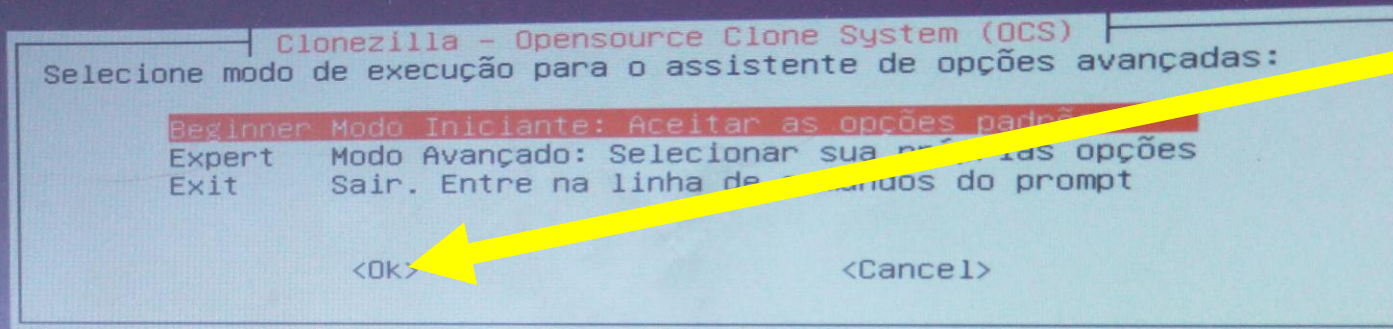 Clonezilla - Opensource Clone System (OCS)
Selecione modo de execução para o assistente de opções avançadas:
Beginner Modo Iniciante: Aceitar as opções
Expert Modo Avançado: Selecionar sua opções
Exit Sair. Entre na linha de do prompt
<Ok> <Cancel>